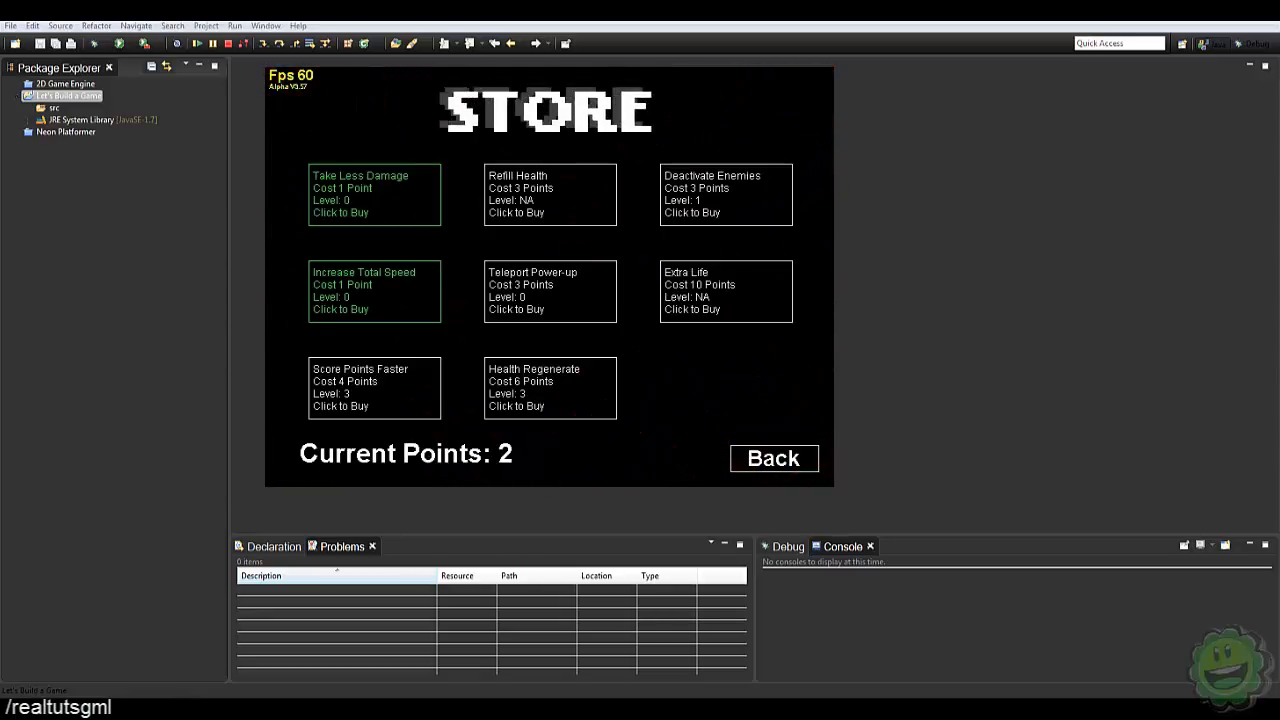 File Edit Source Refactor Navigate Search Project Run Window Help
Quick Access
Java
Debug
Package Explorer
2D Game Engine
Let's Build a Game
src
JRE System Library [JavaSE-1.7]
Neon Platformer
Fps 60
Alpha V3.57
STORE
Take Less Damage
Cost 1 Point
Level: 0
Click to Buy
Refill Health
Cost 3 Points
Level: NA
Click to Buy
Deactivate Enemies
Cost 3 Points
Level: 1
Click to Buy
Increase Total Speed
Cost 1 Point
Level: 0
Click to Buy
Teleport Power-up
Cost 3 Points
Level: 0
Click to Buy
Extra Life
Cost 10 Points
Level: NA
Click to Buy
Score Points Faster
Cost 4 Points
Level: 3
Click to Buy
Health Regenerate
Cost 6 Points
Level: 3
Click to Buy
Current Points: 2
Back
Declaration Problems
0 items
Description Resource Path Location Type
Debug Console
No consoles to display at this time.
Let's Build a Game
/realtutsgml